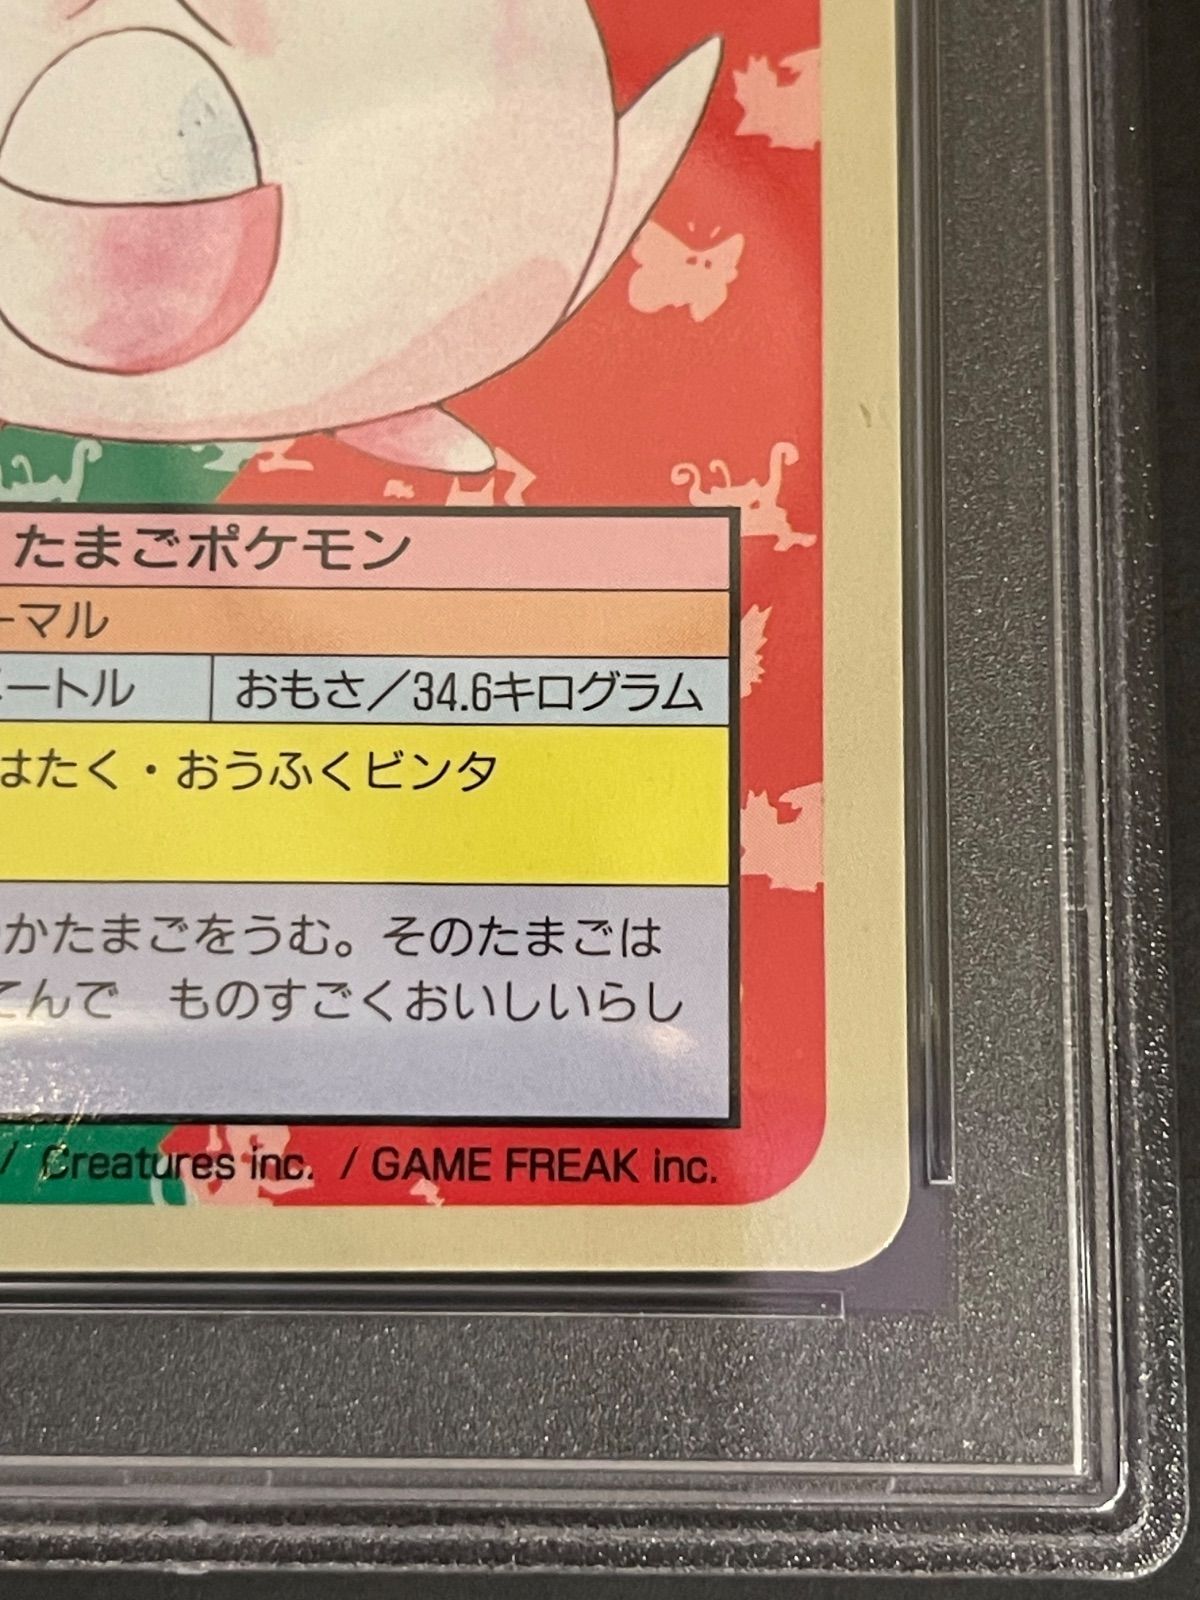 たまごポケモン
ーマル
メートル おもさ／34.6キログラム
はたく・おうふくビンタ
かたまごをうむ。そのたまごは
てんで ものすごくおいしいらし
/ Creatures inc. / GAME FREAK inc.